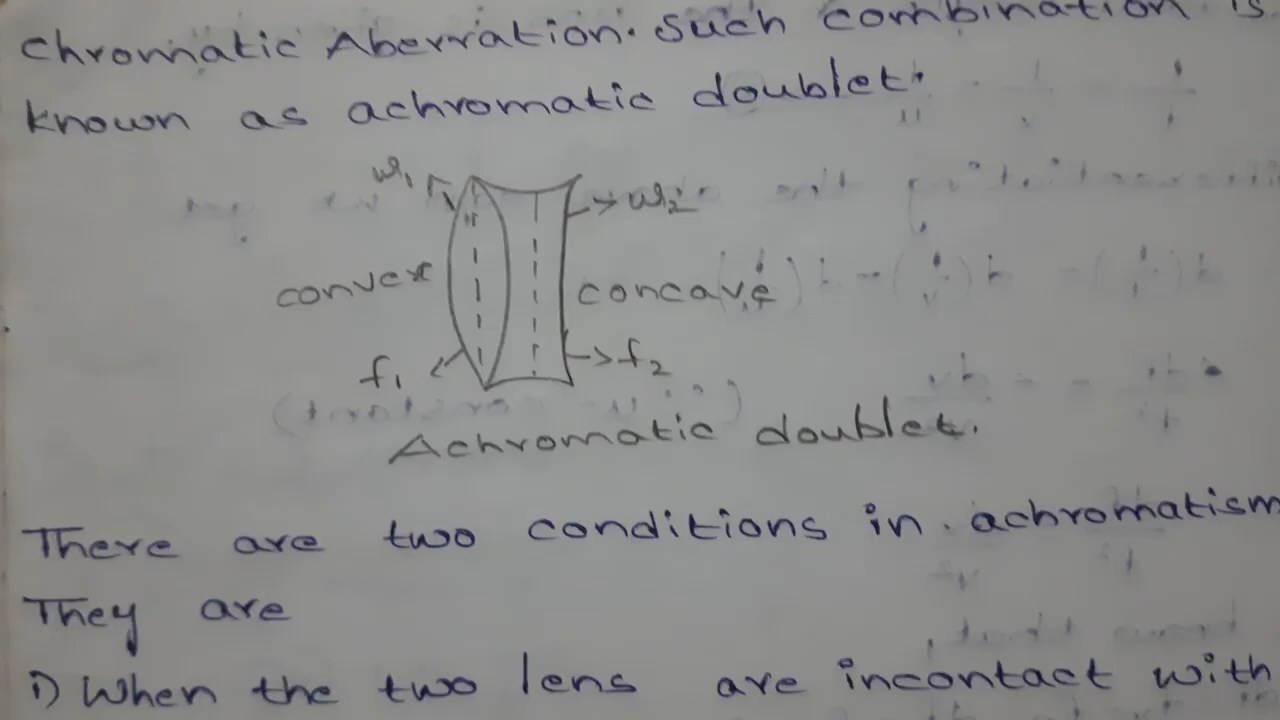 Chromatic Aberration. Such combination is
known as achromatic doublet.
ω₁
ω₂
convex
concave
f₁
f₂
Achromatic doublet.
There are two conditions in achromatism
They are
i) When the two lens are incontact with